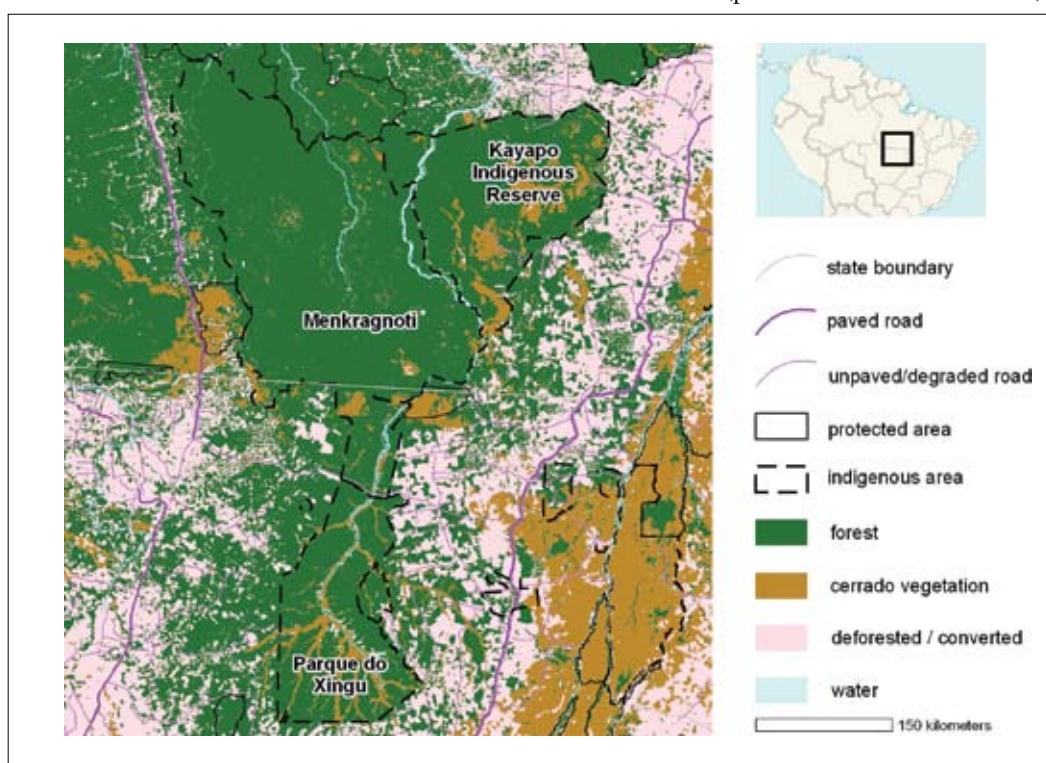 Kayapo
Indigenous
Reserve
Menkragnoti
Parque do
Xingu
state boundary
paved road
unpaved/degraded road
protected area
indigenous area
forest
cerrado vegetation
deforested / converted
water
150 kilometers